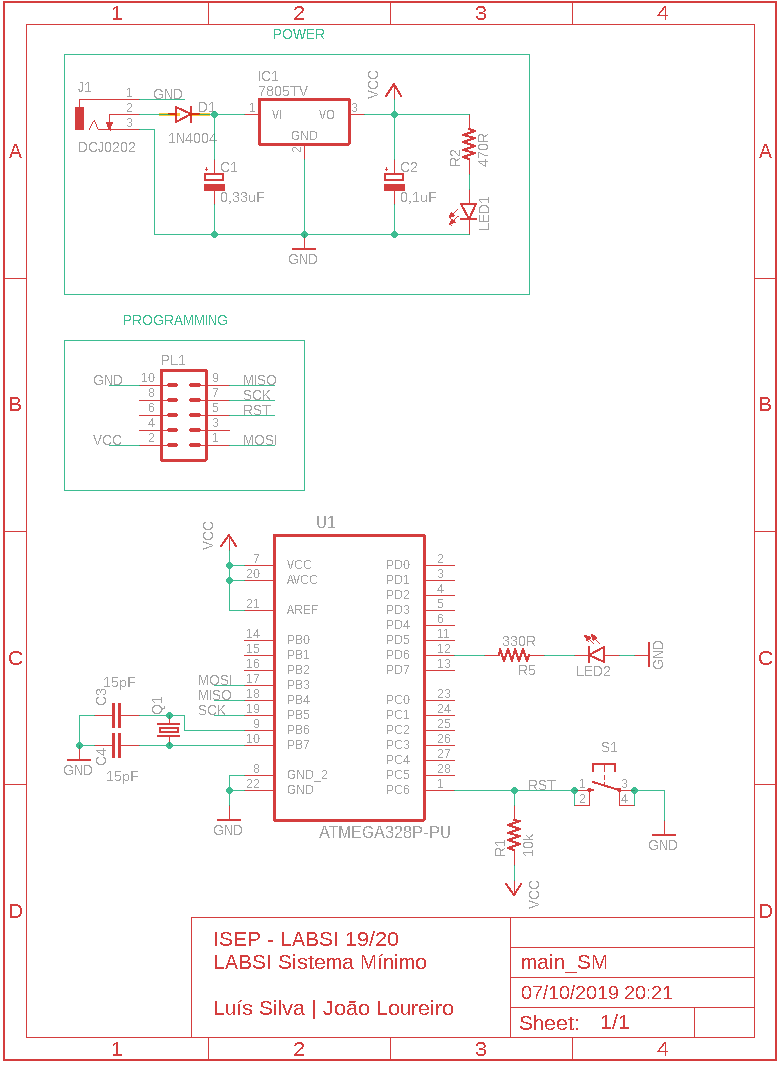 1 2 3 4
POWER
J1
1 GND
2 D1
3
DCJ0202
1N4004
IC1
7805TV
1 VI VO 3
GND
2
VCC
C1
0,33uF
C2
0,1uF
R2
470R
LED1
GND
A A
PROGRAMMING
PL1
GND 10 9 MISO
8 7 SCK
6 5 RST
4 3
VCC 2 1 MOSI
B B
U1
VCC
7 VCC PD0 2
20 AVCC PD1 3
PD2 4
21 AREF PD3 5
PD4 6
14 PB0 PD5 11
15 PB1 PD6 12
16 PB2 PD7 13
MOSI 17 PB3
MISO 18 PB4 PC0 23
SCK 19 PB5 PC1 24
9 PB6 PC2 25
10 PB7 PC3 26
PC4 27
8 GND_2 PC5 28
22 GND PC6 1
GND
ATMEGA328P-PU
15pF
C3
Q1
C4
15pF
GND
330R
R5
LED2
GND
C C
S1
RST 1 3
2 4
GND
R1
10k
VCC
D D
ISEP - LABSI 19/20
LABSI Sistema Mínimo
Luís Silva | João Loureiro
main_SM
07/10/2019 20:21
Sheet: 1/1
1 2 3 4